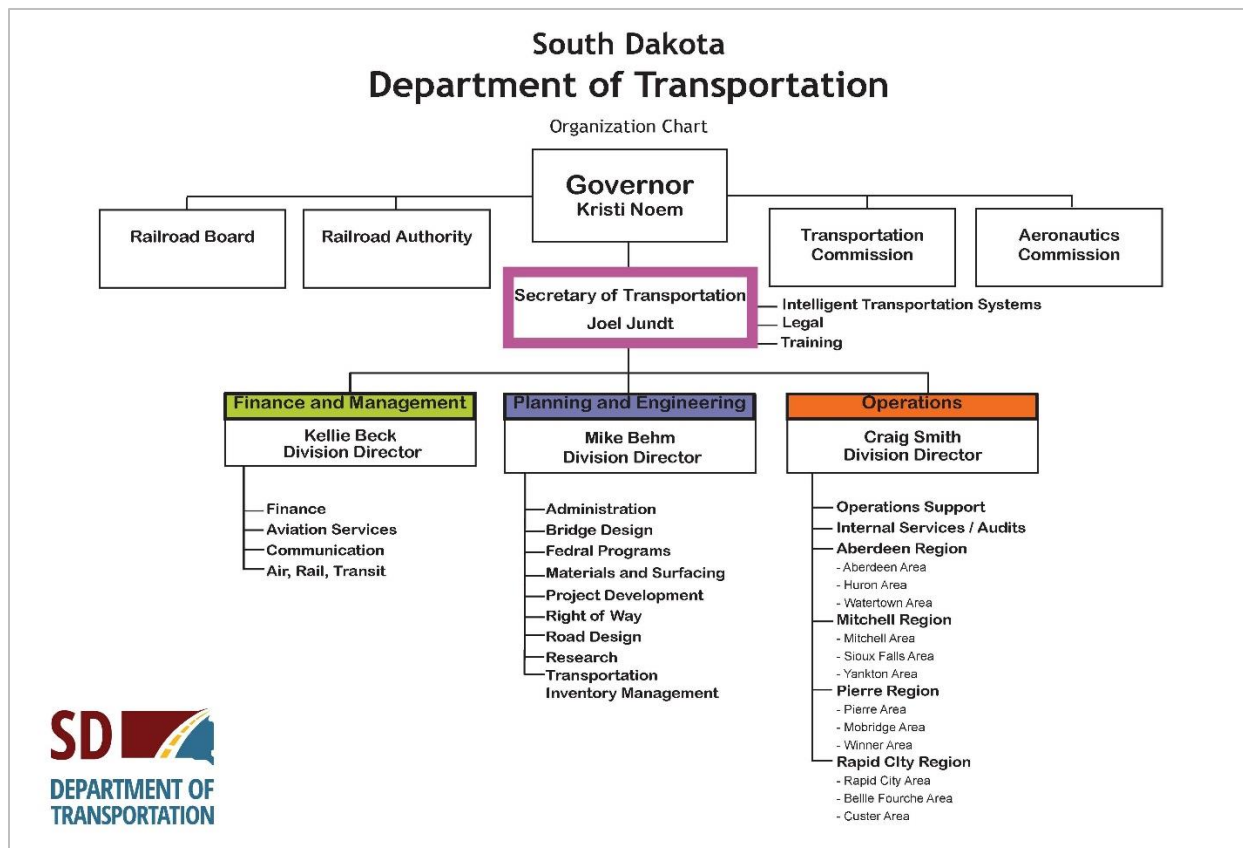 South Dakota
Department of Transportation
Organization Chart
Governor
Kristi Noem
Railroad Board
Railroad Authority
Transportation
Commission
Aeronautics
Commission
Secretary of Transportation
Joel Jundt
Intelligent Transportation Systems
Legal
Training
Finance and Management
Kellie Beck
Division Director
Finance
Aviation Services
Communication
Air, Rail, Transit
Planning and Engineering
Mike Behm
Division Director
Administration
Bridge Design
Fedral Programs
Materials and Surfacing
Project Development
Right of Way
Road Design
Research
Transportation
Inventory Management
Operations
Craig Smith
Division Director
Operations Support
Internal Services / Audits
Aberdeen Region
- Aberdeen Area
- Huron Area
- Watertown Area
Mitchell Region
- Mitchell Area
- Sioux Falls Area
- Yankton Area
Pierre Region
- Pierre Area
- Mobridge Area
- Winner Area
Rapid CIty Region
- Rapid City Area
- Bellle Fourche Area
- Custer Area
SD
DEPARTMENT OF
TRANSPORTATION